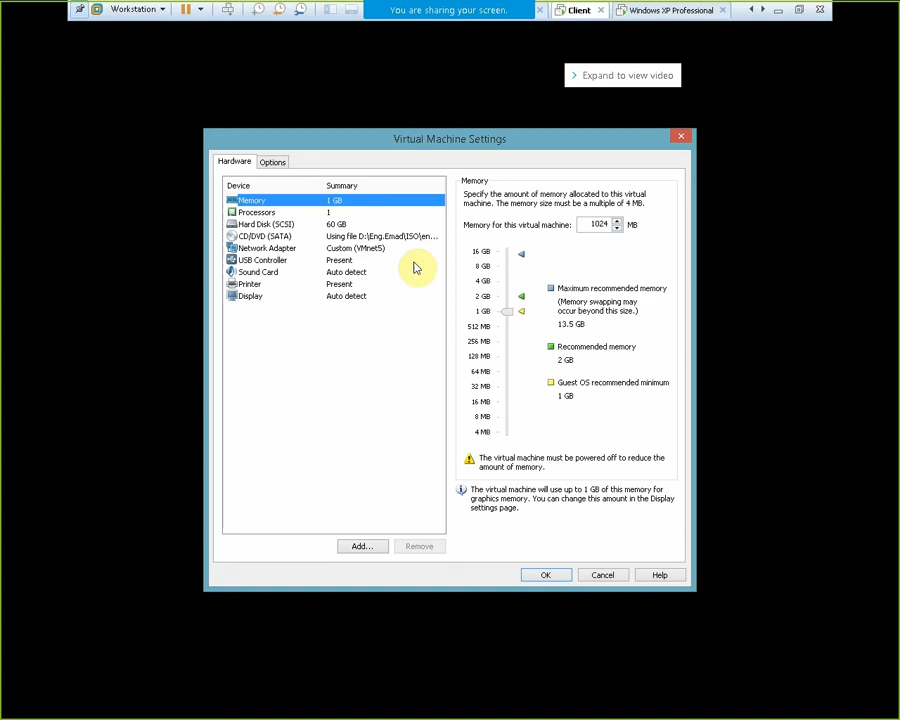 Workstation
You are sharing your screen.
Client
Windows XP Professional
Expand to view video
Virtual Machine Settings
Hardware
Options
Device Summary
Memory 1 GB
Processors 1
Hard Disk (SCSI) 60 GB
CD/DVD (SATA) Using file D:\Eng.Emad\ISO\en...
Network Adapter Custom (VMnet5)
USB Controller Present
Sound Card Auto detect
Printer Present
Display Auto detect
Add...
Remove
Memory
Specify the amount of memory allocated to this virtual
machine. The memory size must be a multiple of 4 MB.
Memory for this virtual machine: 1024 MB
16 GB
8 GB
4 GB
2 GB
1 GB
512 MB
256 MB
128 MB
64 MB
32 MB
16 MB
8 MB
4 MB
Maximum recommended memory
(Memory swapping may
occur beyond this size.)
13.5 GB
Recommended memory
2 GB
Guest OS recommended minimum
1 GB
The virtual machine must be powered off to reduce the
amount of memory.
The virtual machine will use up to 1 GB of this memory for
graphics memory. You can change this amount in the Display
settings page.
OK
Cancel
Help